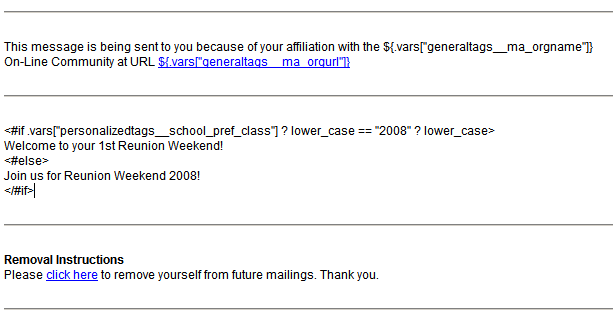 This message is being sent to you because of your affiliation with the ${.vars["generaltags__ma_orgname"]}
On-Line Community at URL ${.vars["generaltags__ma_orgurl"]}
<#if .vars["personalizedtags__school_pref_class"] ? lower_case == "2008" ? lower_case>
Welcome to your 1st Reunion Weekend!
<#else>
Join us for Reunion Weekend 2008!
</#if>
Removal Instructions
Please click here to remove yourself from future mailings. Thank you.